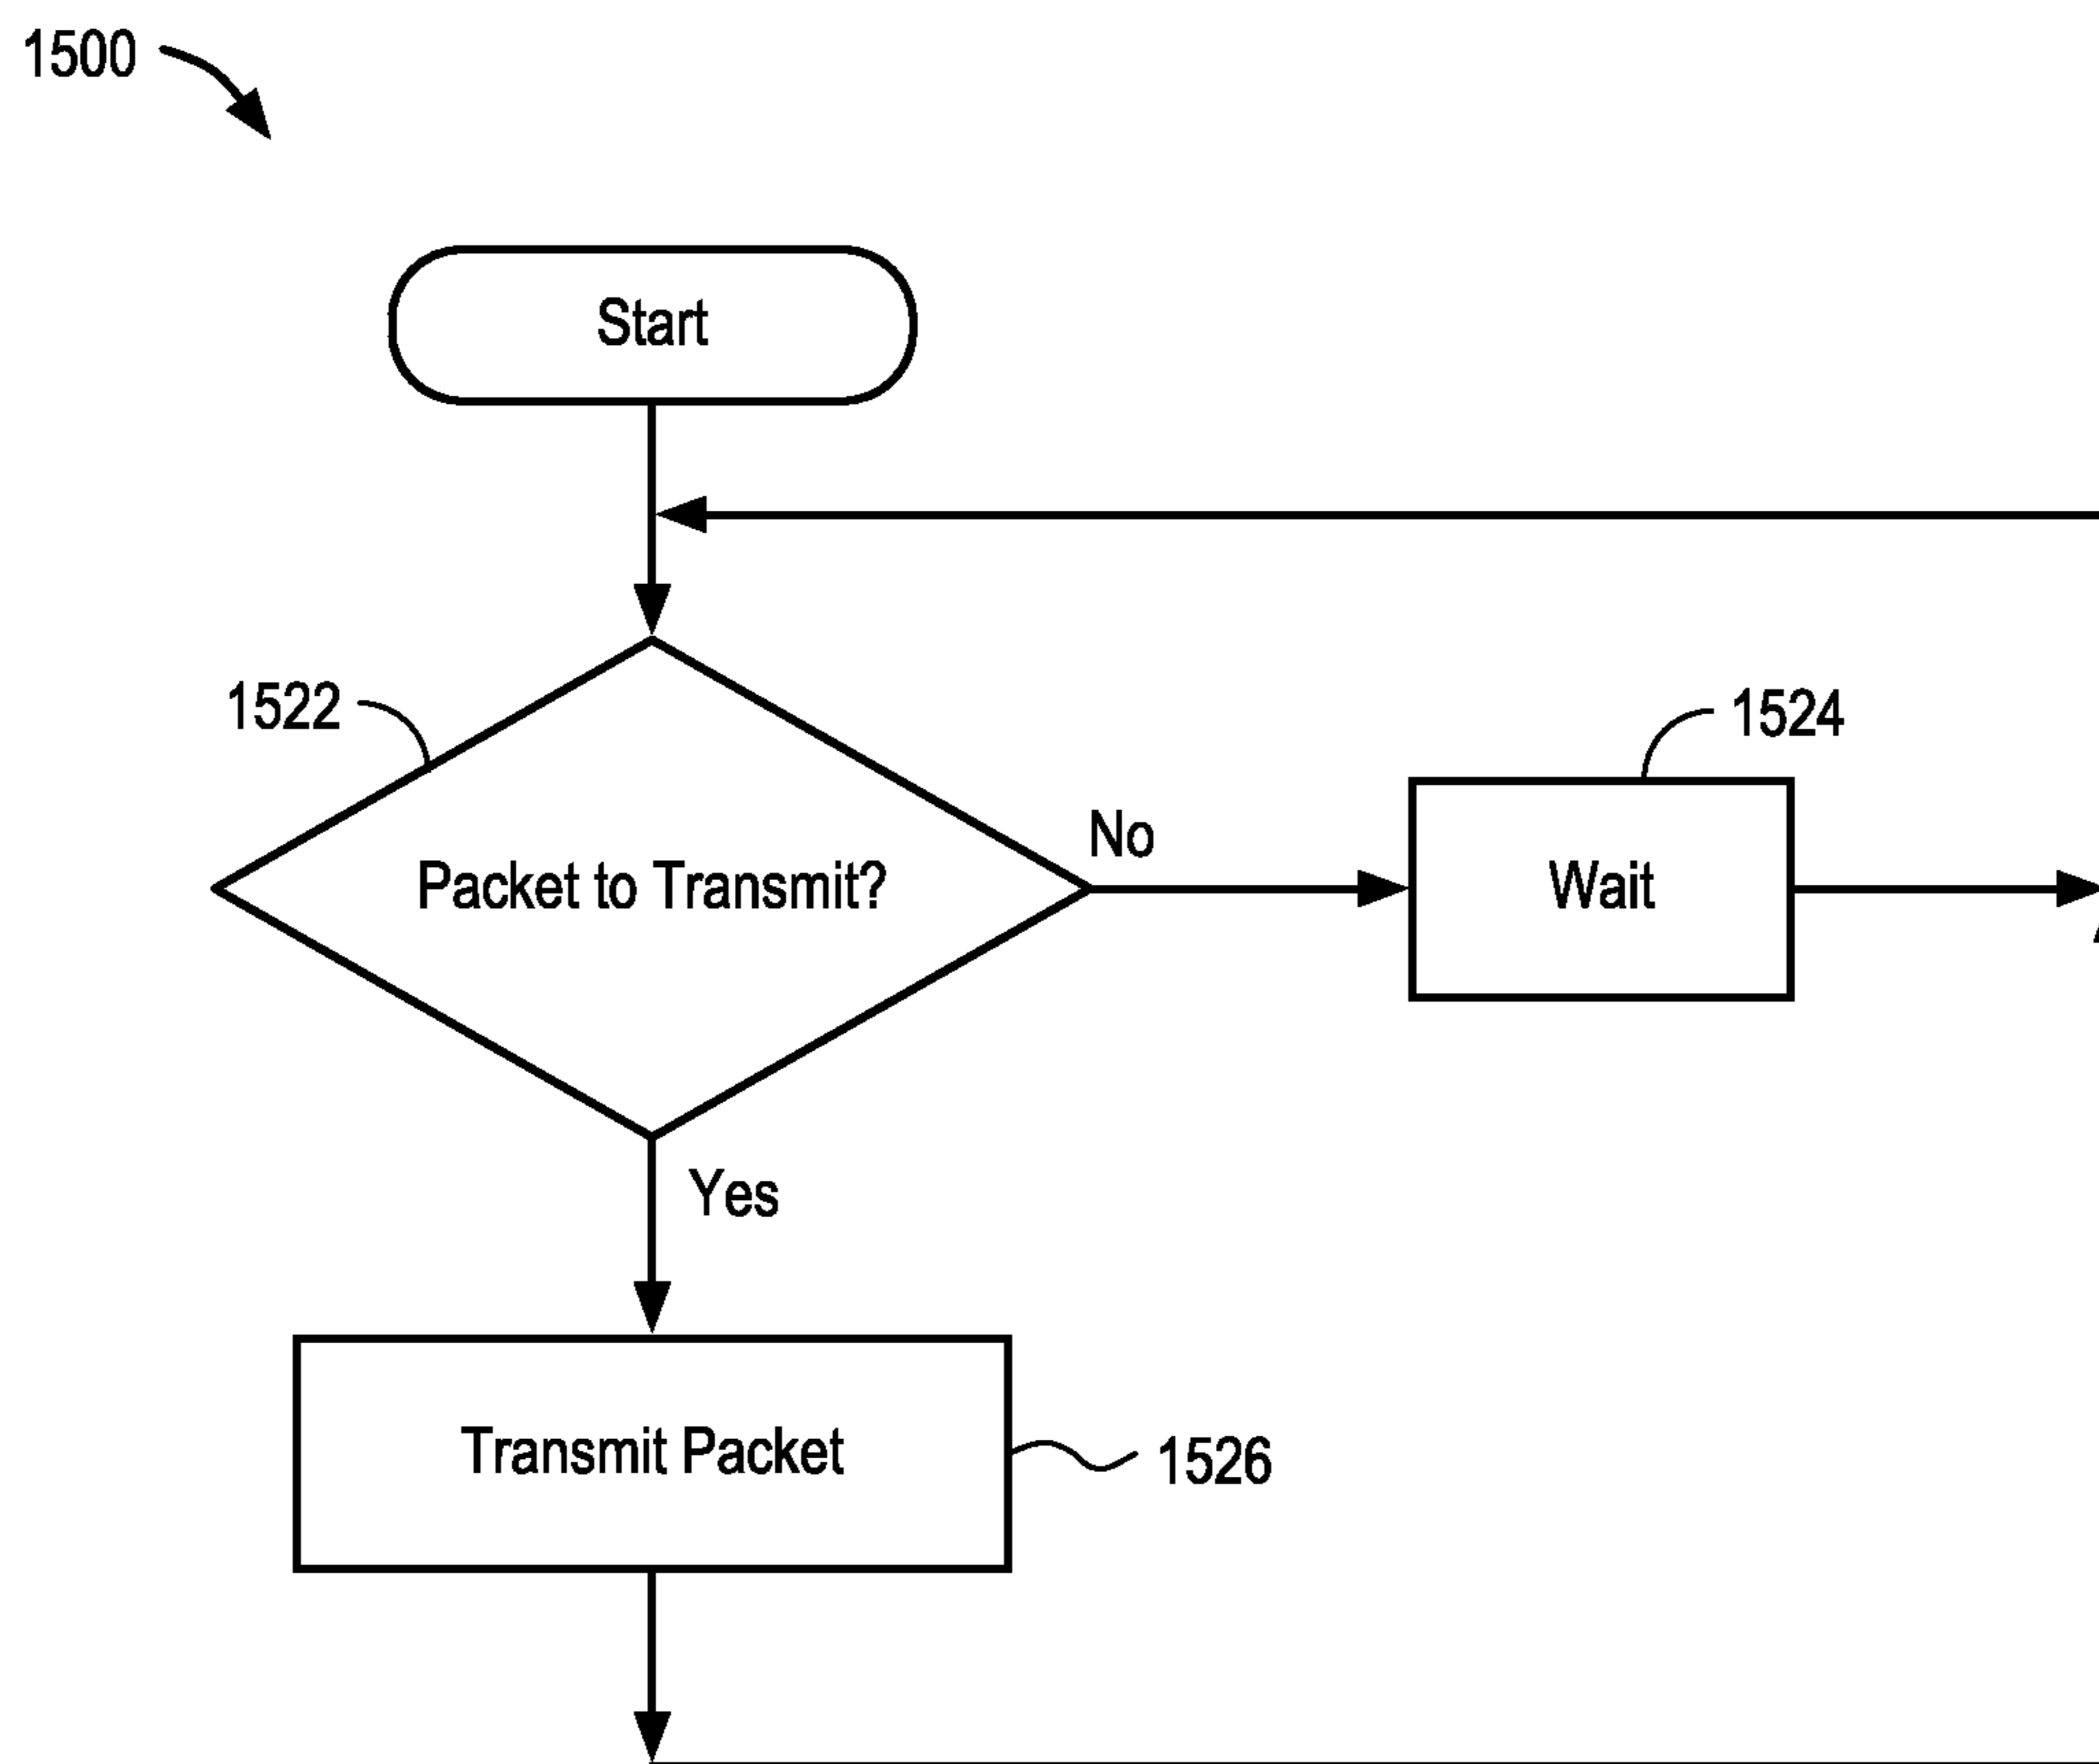 1500
Start
1522
1524
No
Packet to Transmit?
Wait
Yes
Transmit Packet
1526